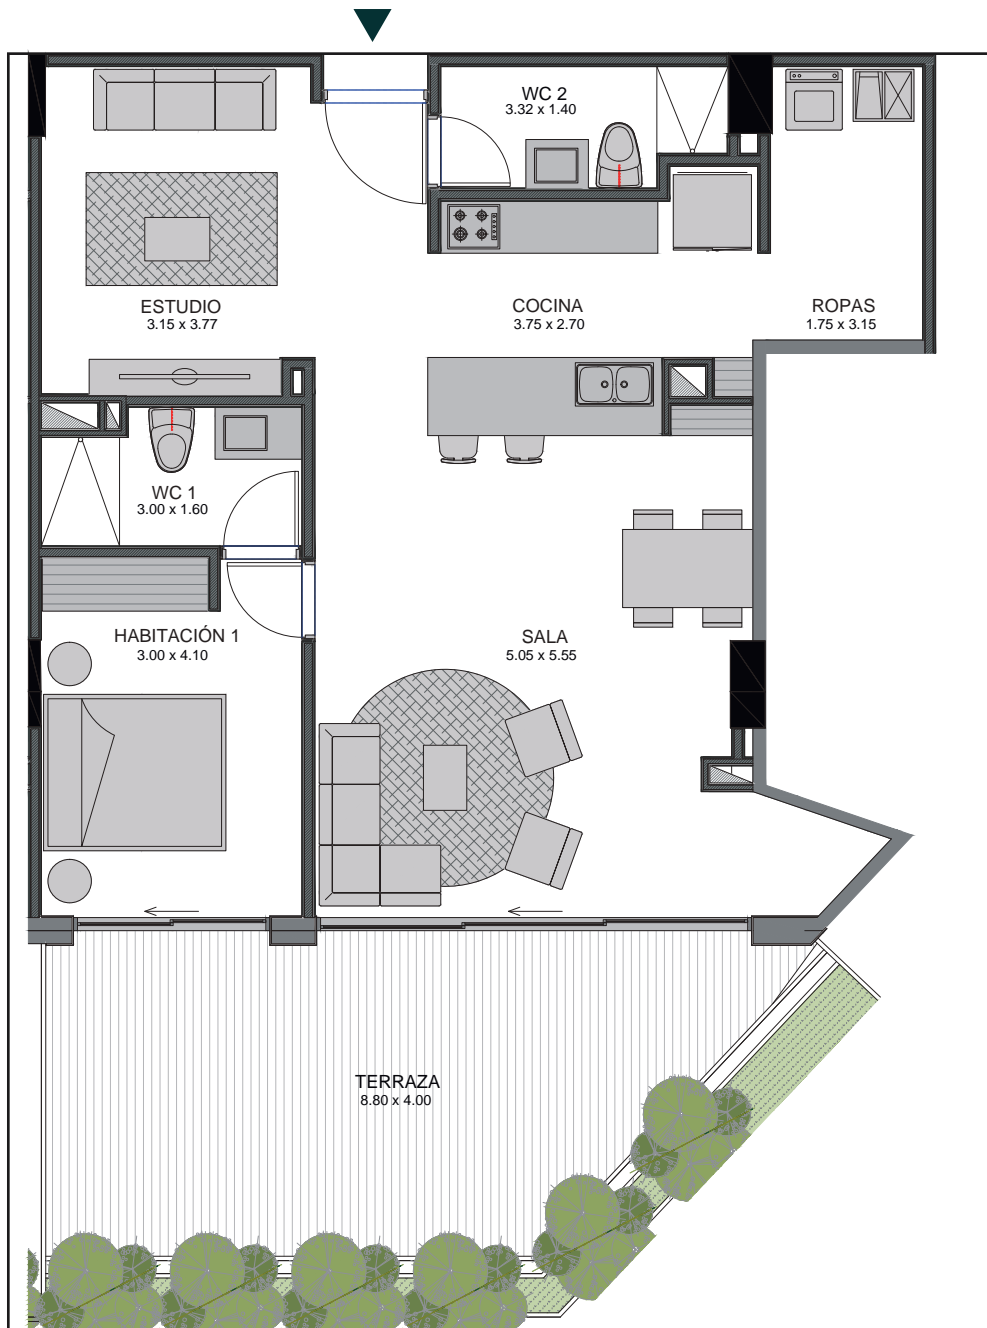 WC 2
3.32 x 1.40
ESTUDIO
3.15 x 3.77
COCINA
3.75 x 2.70
ROPAS
1.75 x 3.15
WC 1
3.00 x 1.60
HABITACIÓN 1
3.00 x 4.10
SALA
5.05 x 5.55
TERRAZA
8.80 x 4.00